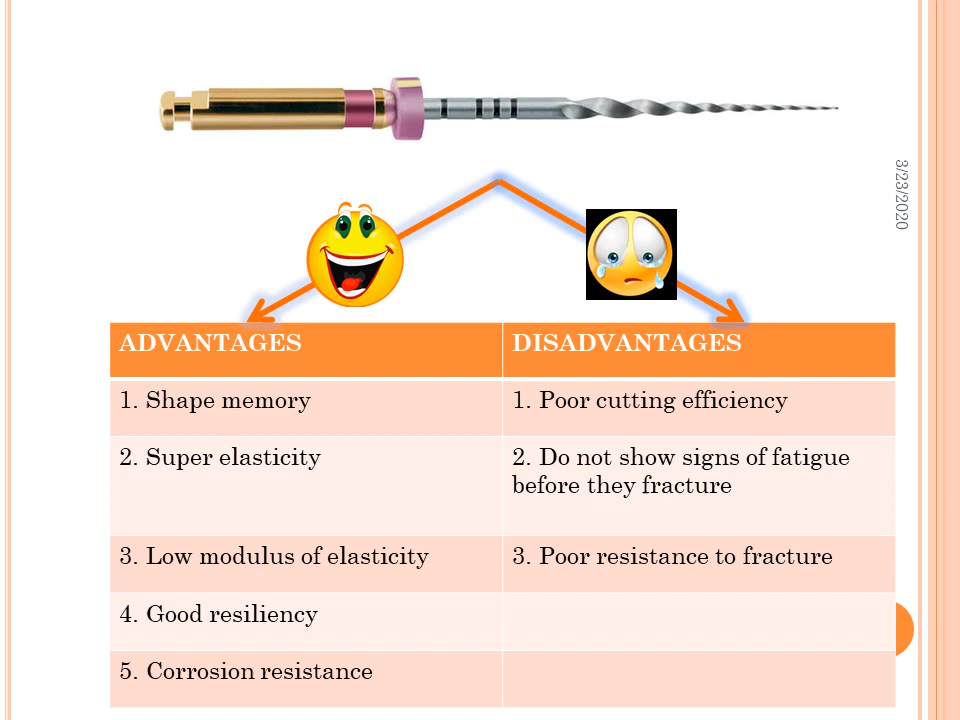 3/23/2020
ADVANTAGES
DISADVANTAGES
1. Shape memory
1. Poor cutting efficiency
2. Super elasticity
2. Do not show signs of fatigue
before they fracture
3. Low modulus of elasticity
3. Poor resistance to fracture
4. Good resiliency
5. Corrosion resistance